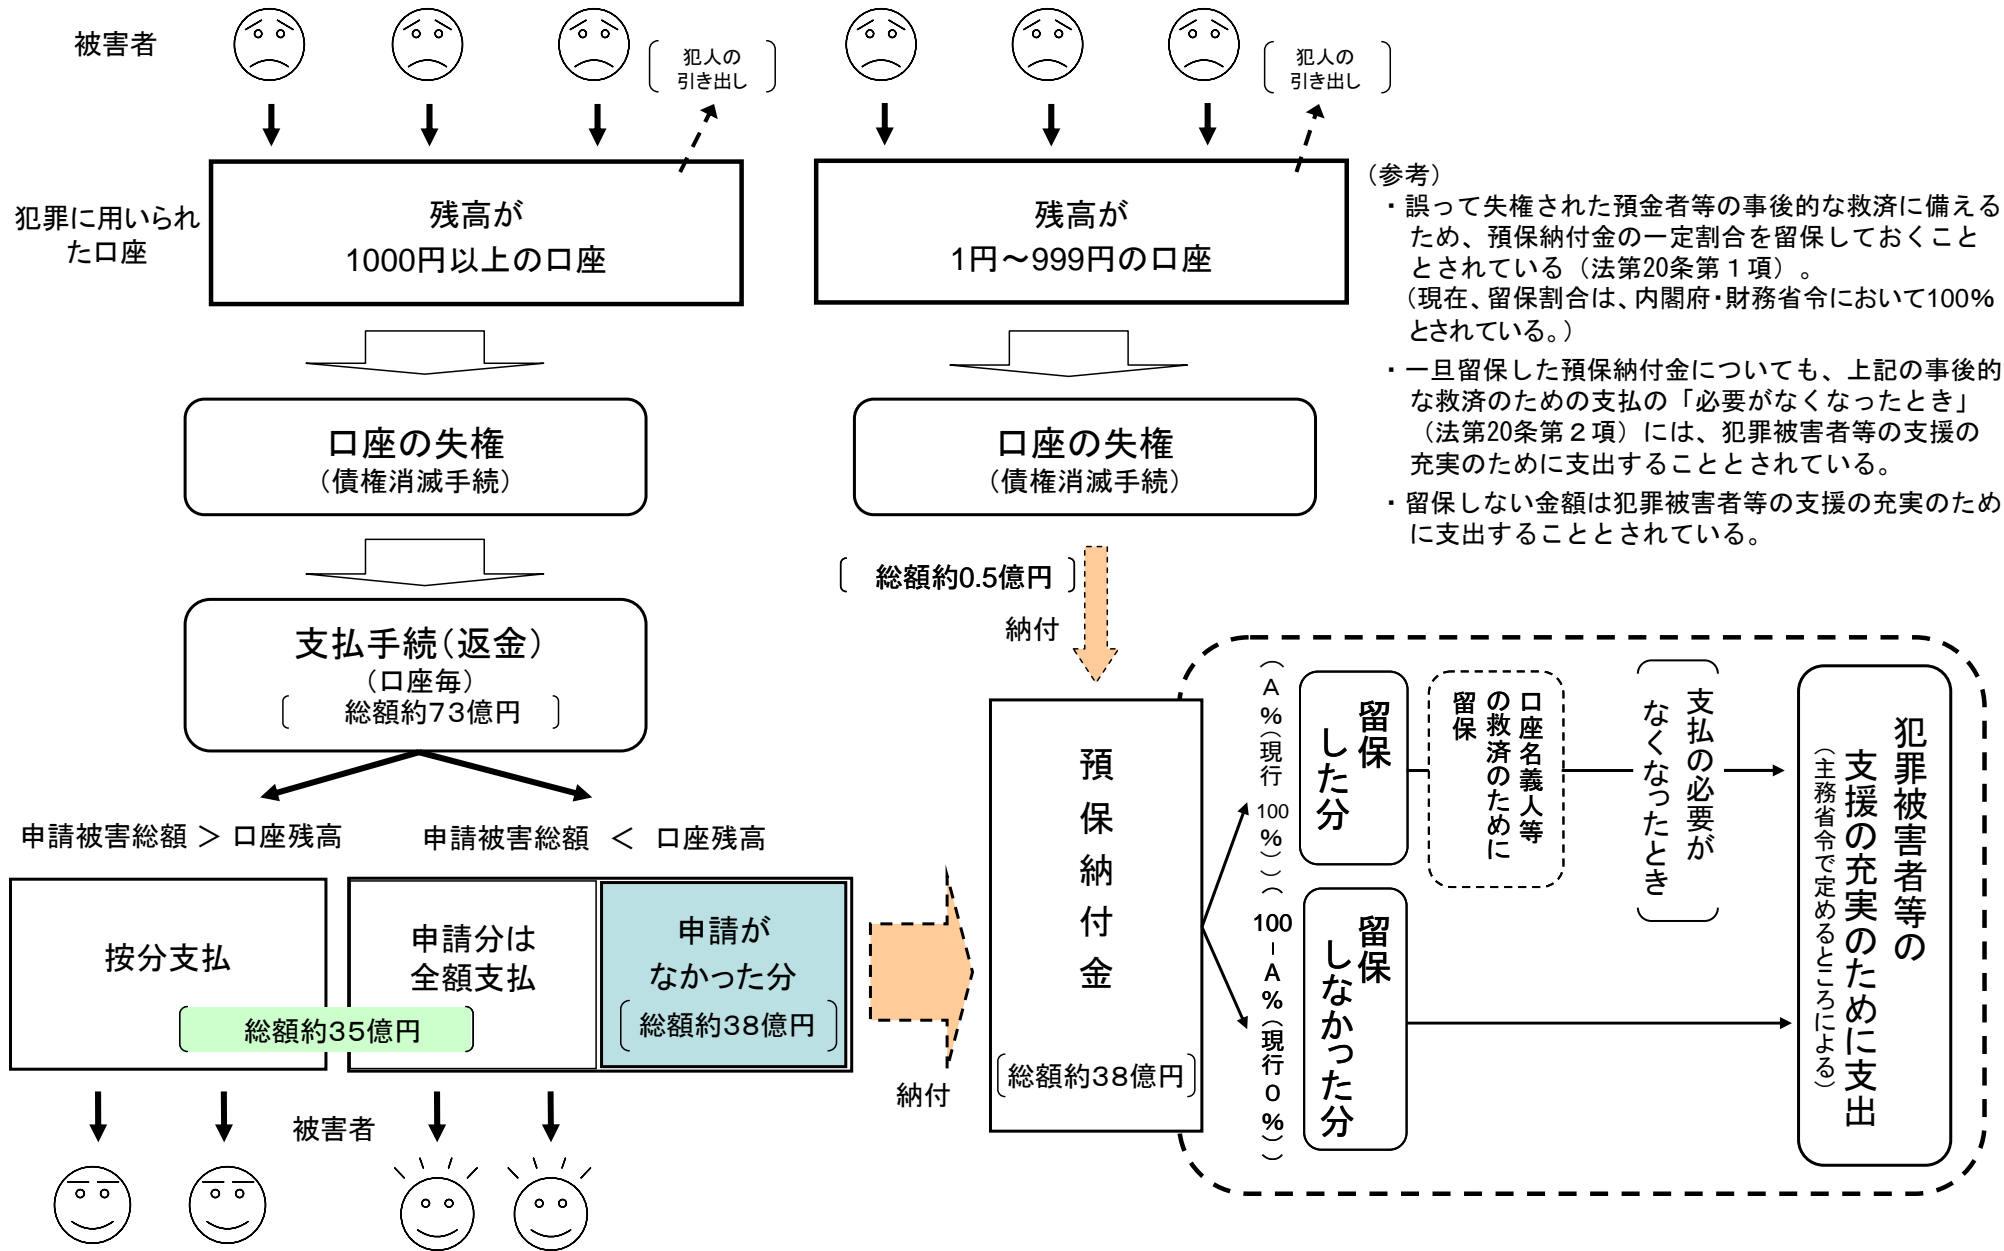 被害者
犯人の
引き出し
犯人の
引き出し
犯罪に用いられ
た口座
残高が
1000円以上の口座
残高が
1円～999円の口座
（参考）
・誤って失権された預金者等の事後的な救済に備える
ため、預保納付金の一定割合を留保しておくこと
とされている（法第20条第１項）。
（現在、留保割合は、内閣府・財務省令において100％
とされている。）
・一旦留保した預保納付金についても、上記の事後的
な救済のための支払の「必要がなくなったとき」
（法第20条第２項）には、犯罪被害者等の支援の
充実のために支出することとされている。
・留保しない金額は犯罪被害者等の支援の充実のため
に支出することとされている。
口座の失権
（債権消滅手続）
口座の失権
（債権消滅手続）
〔総額約0.5億円〕
納付
支払手続（返金）
（口座毎）
〔総額約７３億円〕
申請被害総額 ＞ 口座残高
申請被害総額 ＜ 口座残高
按分支払
申請分は
全額支払
〔総額約３５億円〕
申請が
なかった分
〔総額約３８億円〕
納付
被害者
預保納付金
〔総額約３８億円〕
（Ａ％（現行100％））
留保
した分
口座名義人等
の救済のために
留保
支払の必要が
なくなったとき
（100－Ａ％（現行０％））
留保
しなかった分
犯罪被害者等の
支援の充実のために支出
（主務省令で定めるところによる）